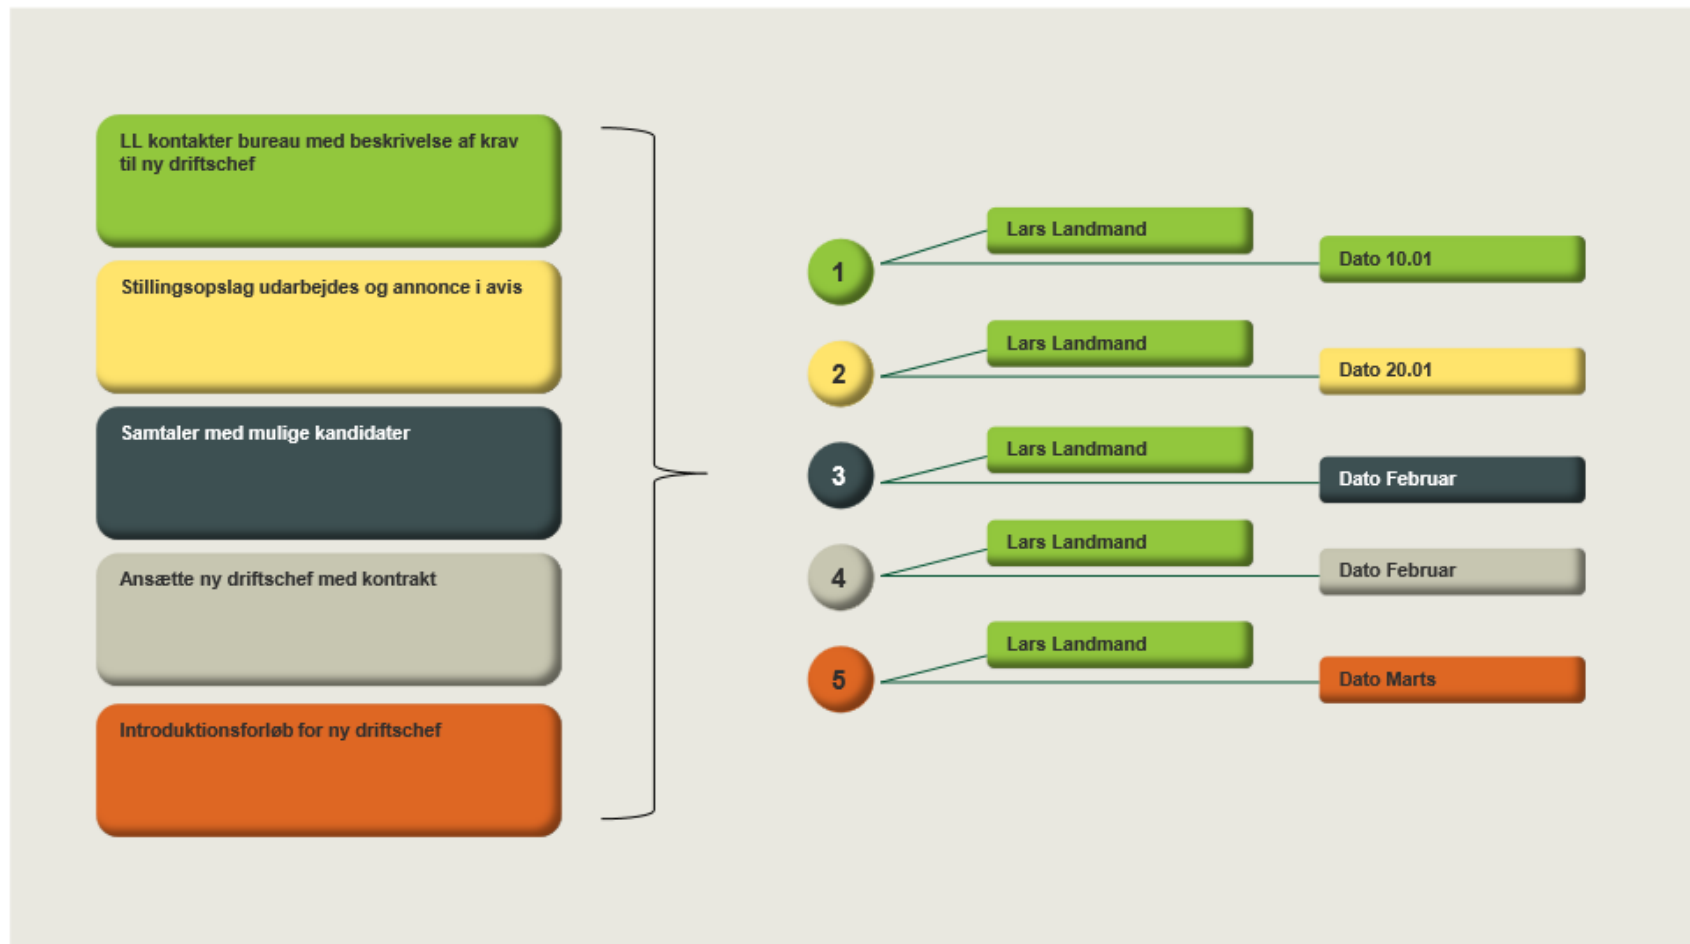 LL kontakter bureau med beskrivelse af krav
til ny driftschef
Stillingsopslag udarbejdes og annonce i avis
Samtaler med mulige kandidater
Ansætte ny driftschef med kontrakt
Introduktionsforløb for ny driftschef
1
Lars Landmand
Dato 10.01
2
Lars Landmand
Dato 20.01
3
Lars Landmand
Dato Februar
4
Lars Landmand
Dato Februar
5
Lars Landmand
Dato Marts